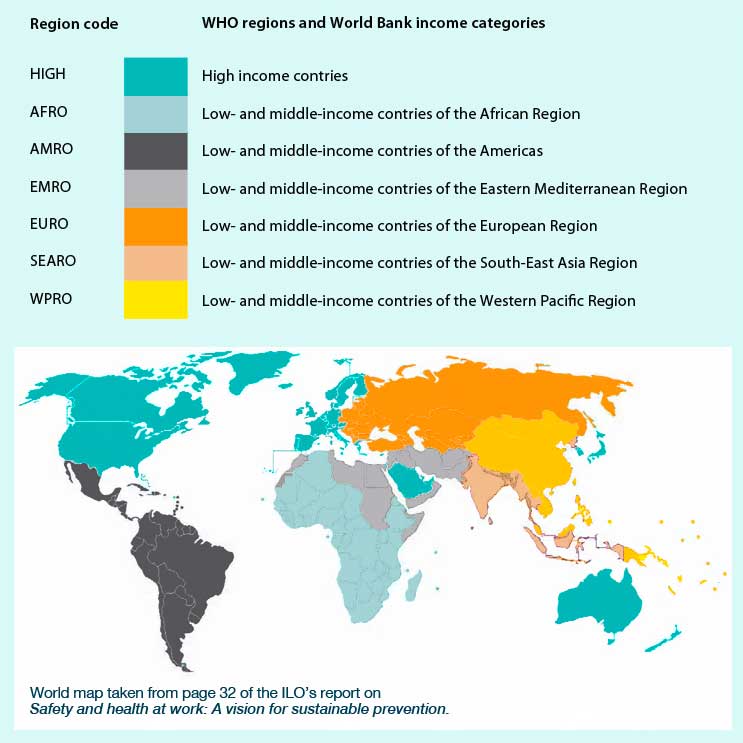 Region code WHO regions and World Bank income categories
HIGH High income contries
AFRO Low- and middle-income contries of the African Region
AMRO Low- and middle-income contries of the Americas
EMRO Low- and middle-income contries of the Eastern Mediterranean Region
EURO Low- and middle-income contries of the European Region
SEARO Low- and middle-income contries of the South-East Asia Region
WPRO Low- and middle-income contries of the Western Pacific Region
World map taken from page 32 of the ILO’s report on
Safety and health at work: A vision for sustainable prevention.